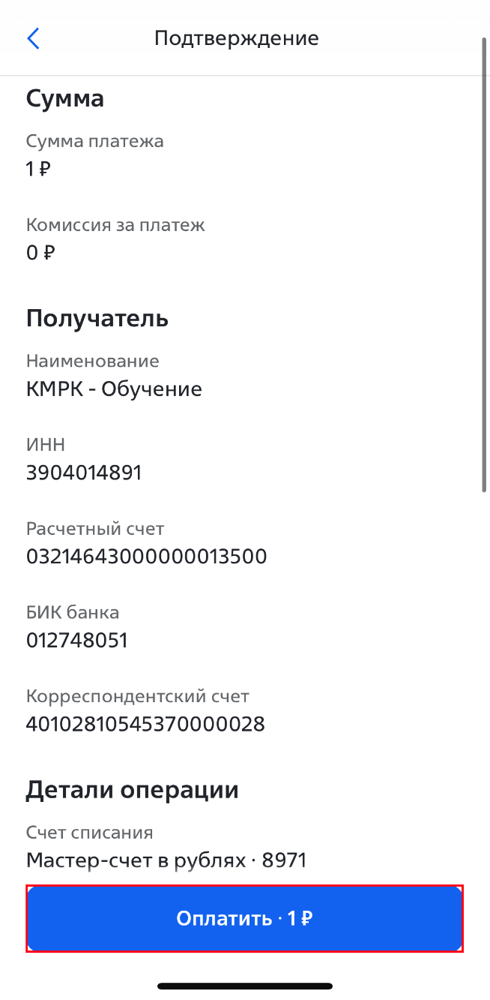 Подтверждение
Сумма
Сумма платежа
1 ₽
Комиссия за платеж
0 ₽
Получатель
Наименование
КМРК - Обучение
ИНН
3904014891
Расчетный счет
03214643000000013500
БИК банка
012748051
Корреспондентский счет
40102810545370000028
Детали операции
Счет списания
Мастер-счет в рублях · 8971
Оплатить · 1 ₽